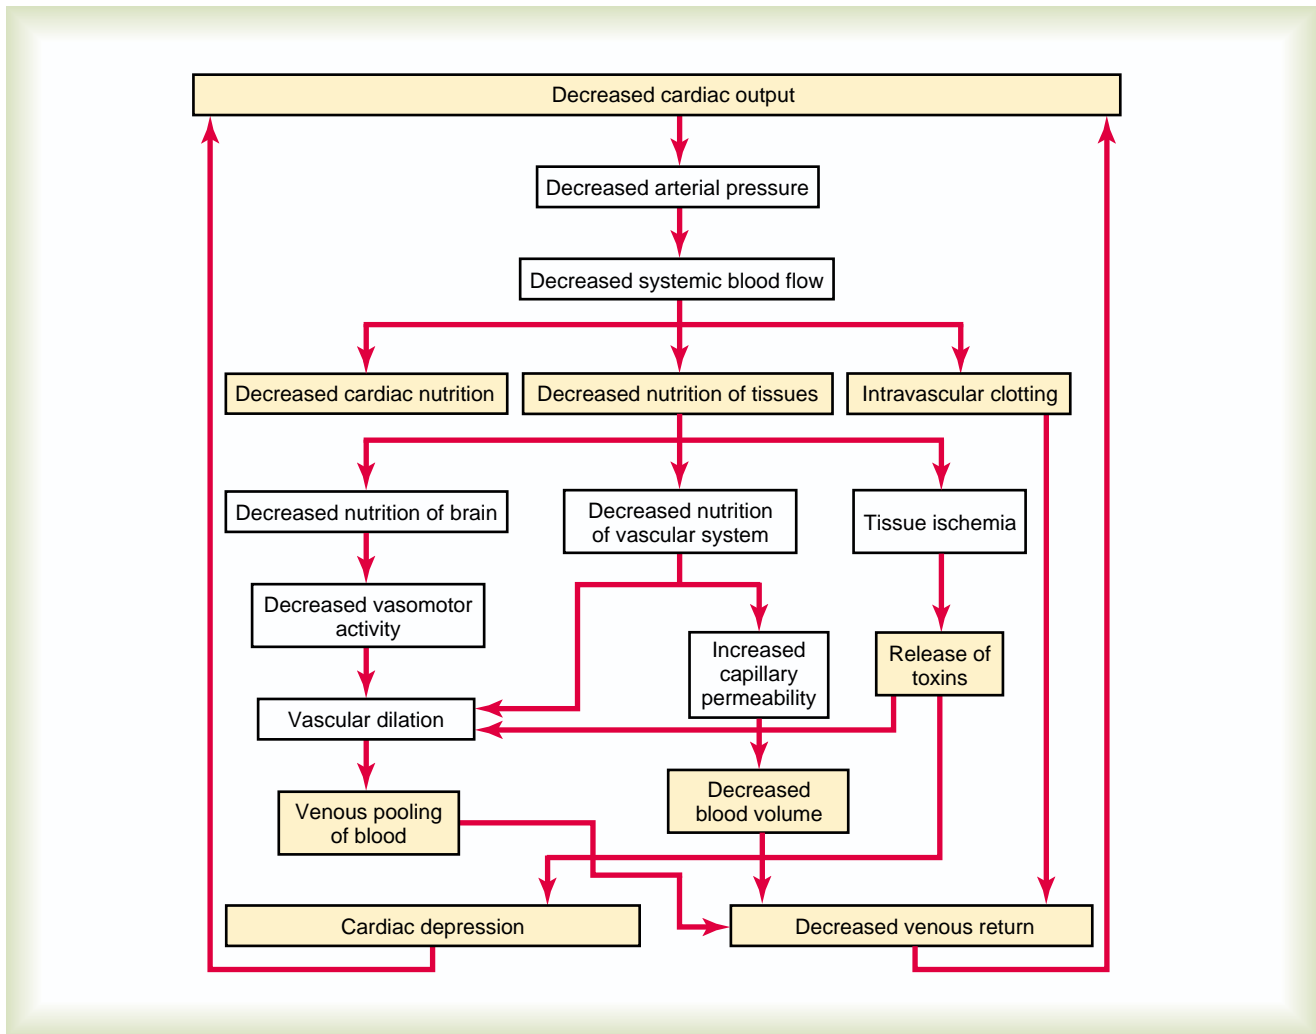 Decreased cardiac output
Decreased arterial pressure
Decreased systemic blood flow
Decreased cardiac nutrition
Decreased nutrition of tissues
Intravascular clotting
Decreased nutrition of brain
Decreased nutrition
of vascular system
Tissue ischemia
Decreased vasomotor
activity
Increased
capillary
permeability
Release of
toxins
Vascular dilation
Venous pooling
of blood
Decreased
blood volume
Cardiac depression
Decreased venous return